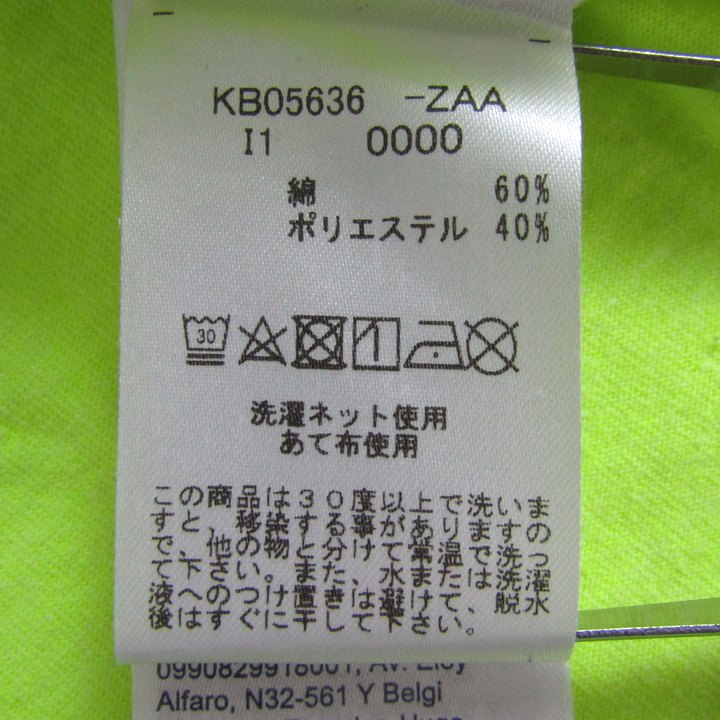 KB05636 -ZAA
I1 0000
綿 60%
ポリエステル 40%
30
洗濯ネット使用
あて布使用
この商品は30度以上で洗いま
すと、移染する事がありますの
で、他の物と分けて常温で洗っ
て下さい。また、水または、洗濯
液へのつけ置きは避けて、脱水
後はすぐに干して下さい。
0990829918001, Av. Eloy
Alfaro, N32-561 Y Belgi